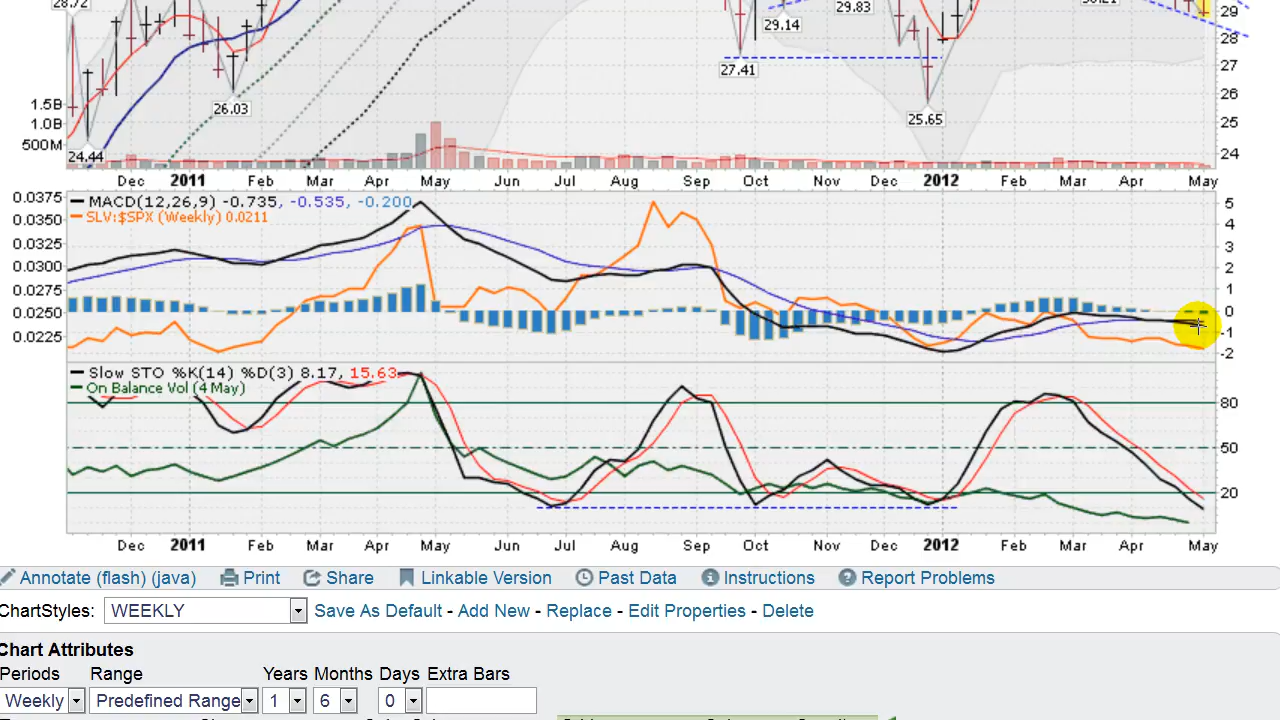 28.72
29.14
29.83
29
28
27.41
27
26.03
26
25.65
25
24.44
24
1.5B
1.0B
500M
Dec 2011 Feb Mar Apr May Jun Jul Aug Sep Oct Nov Dec 2012 Feb Mar Apr May
0.0375
0.0350
0.0325
0.0300
0.0275
0.0250
0.0225
MACD(12,26,9) -0.735, -0.535, -0.200
SLV:$SPX (Weekly) 0.0211
5
4
3
2
1
0
-1
-2
Slow STO %K(14) %D(3) 8.17, 15.63
On Balance Vol (4 May)
80
50
20
Dec 2011 Feb Mar Apr May Jun Jul Aug Sep Oct Nov Dec 2012 Feb Mar Apr May
Annotate (flash) (java) Print Share Linkable Version Past Data Instructions Report Problems
ChartStyles: WEEKLY Save As Default - Add New - Replace - Edit Properties - Delete
Chart Attributes
Periods Range Years Months Days Extra Bars
Weekly Predefined Range 1 6 0